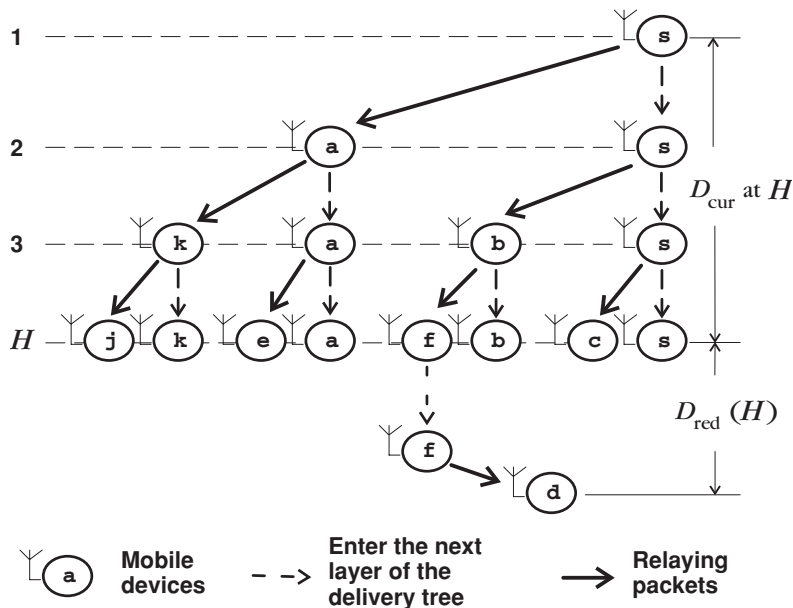 1
s
2
a
s
D_cur at H
3
k
a
b
s
H
j
k
e
a
f
b
c
s
D_red (H)
f
d
a
Mobile
devices
Enter the next
layer of the
delivery tree
Relaying
packets